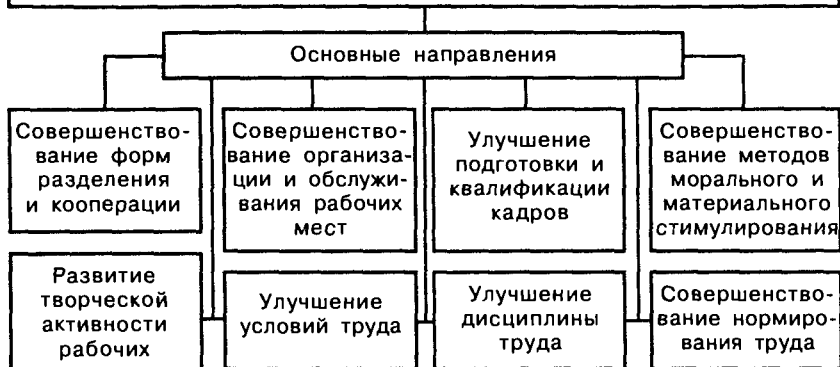 Основные направления
Совершенство-
вание форм
разделения
и кооперации
Совершенство-
вание организа-
ции и обслужи-
вания рабочих
мест
Улучшение
подготовки и
квалификации
кадров
Совершенство-
вание методов
морального и
материального
стимулирования
Развитие
творческой
активности
рабочих
Улучшение
условий труда
Улучшение
дисциплины
труда
Совершенство-
вание нормиро-
вания труда